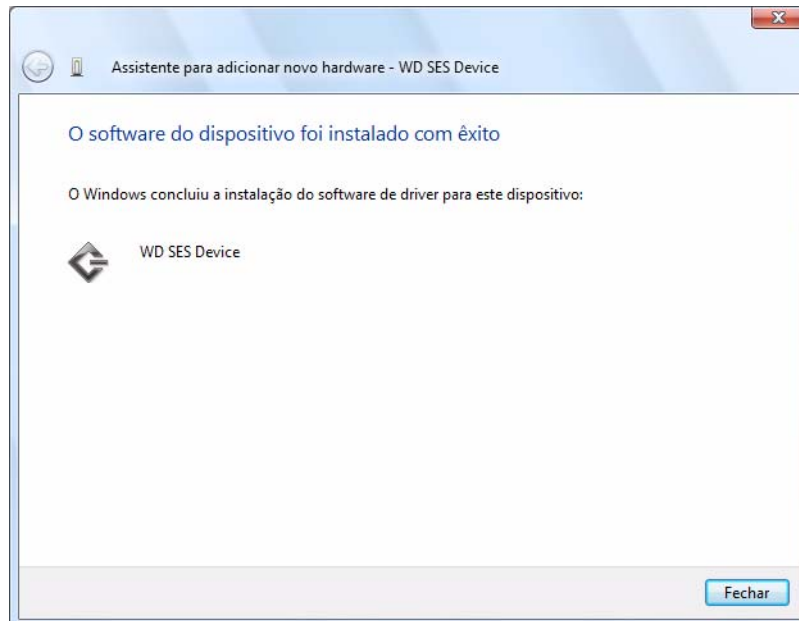 Assistente para adicionar novo hardware - WD SES Device
O software do dispositivo foi instalado com êxito
O Windows concluiu a instalação do software de driver para este dispositivo:
WD SES Device
Fechar